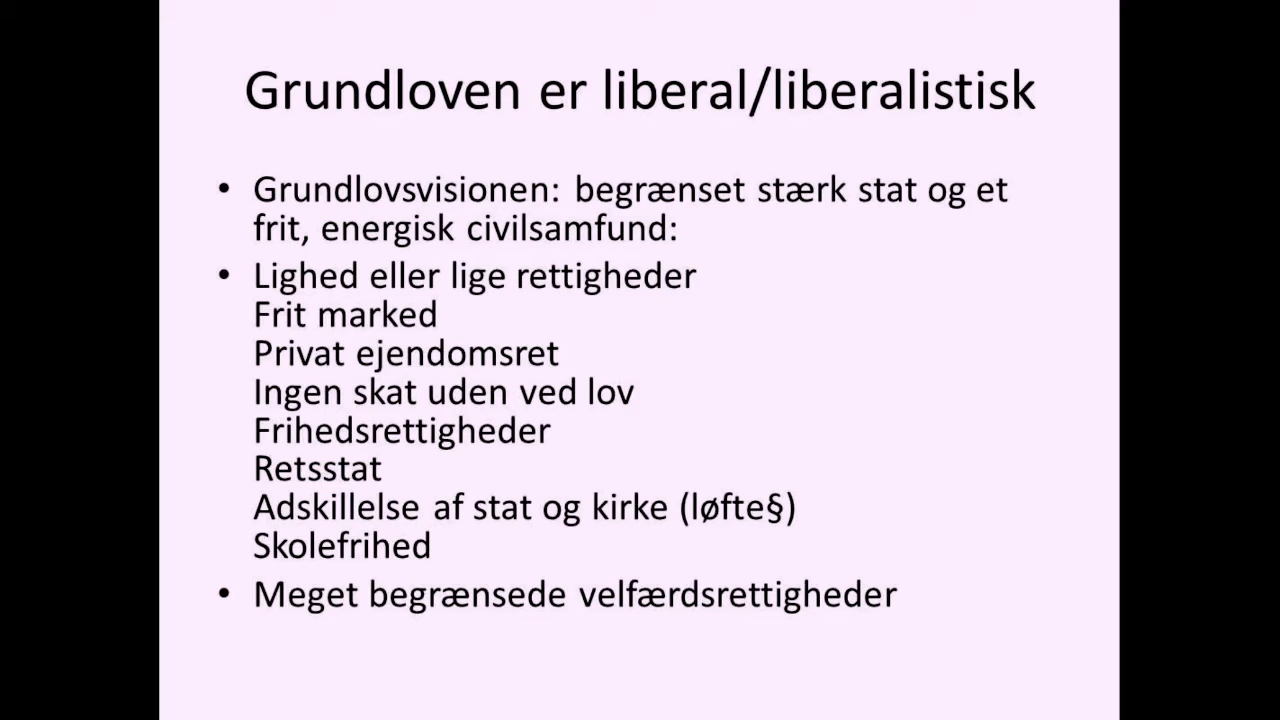 Grundloven er liberal/liberalistisk
• Grundlovsvisionen: begrænset stærk stat og et
frit, energisk civilsamfund:
• Lighed eller lige rettigheder
Frit marked
Privat ejendomsret
Ingen skat uden ved lov
Frihedsrettigheder
Retsstat
Adskillelse af stat og kirke (løfte§)
Skolefrihed
• Meget begrænsede velfærdsrettigheder